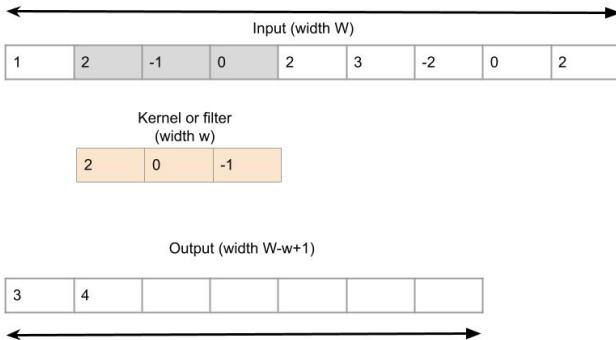 Input (width W)
1 2 -1 0 2 3 -2 0 2
Kernel or filter
(width w)
2 0 -1
Output (width W-w+1)
3 4